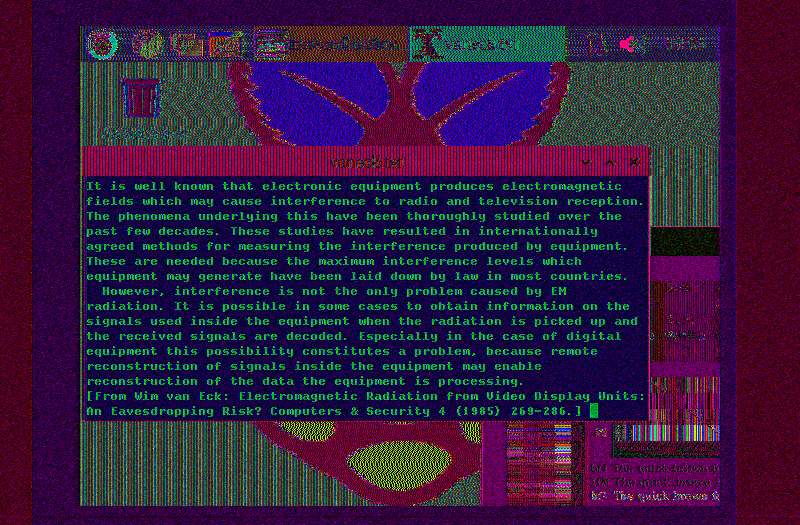 It is well known that electronic equipment produces electromagnetic
fields which may cause interference to radio and television reception.
The phenomena underlying this have been thoroughly studied over the
past few decades. These studies have resulted in internationally
agreed methods for measuring the interference produced by equipment.
These are needed because the maximum interference levels which
equipment may generate have been laid down by law in most countries.
However, interference is not the only problem caused by EM
radiation. It is possible in some cases to obtain information on the
signals used inside the equipment when the radiation is picked up and
the received signals are decoded. Especially in the case of digital
equipment this possibility constitutes a problem, because remote
reconstruction of signals inside the equipment may enable
reconstruction of the data the equipment is processing.
[From Wim van Eck: Electromagnetic Radiation from Video Display Units:
An Eavesdropping Risk? Computers & Security 4 (1985) 269-286.]
The quick brown
The quick brown
The quick brown